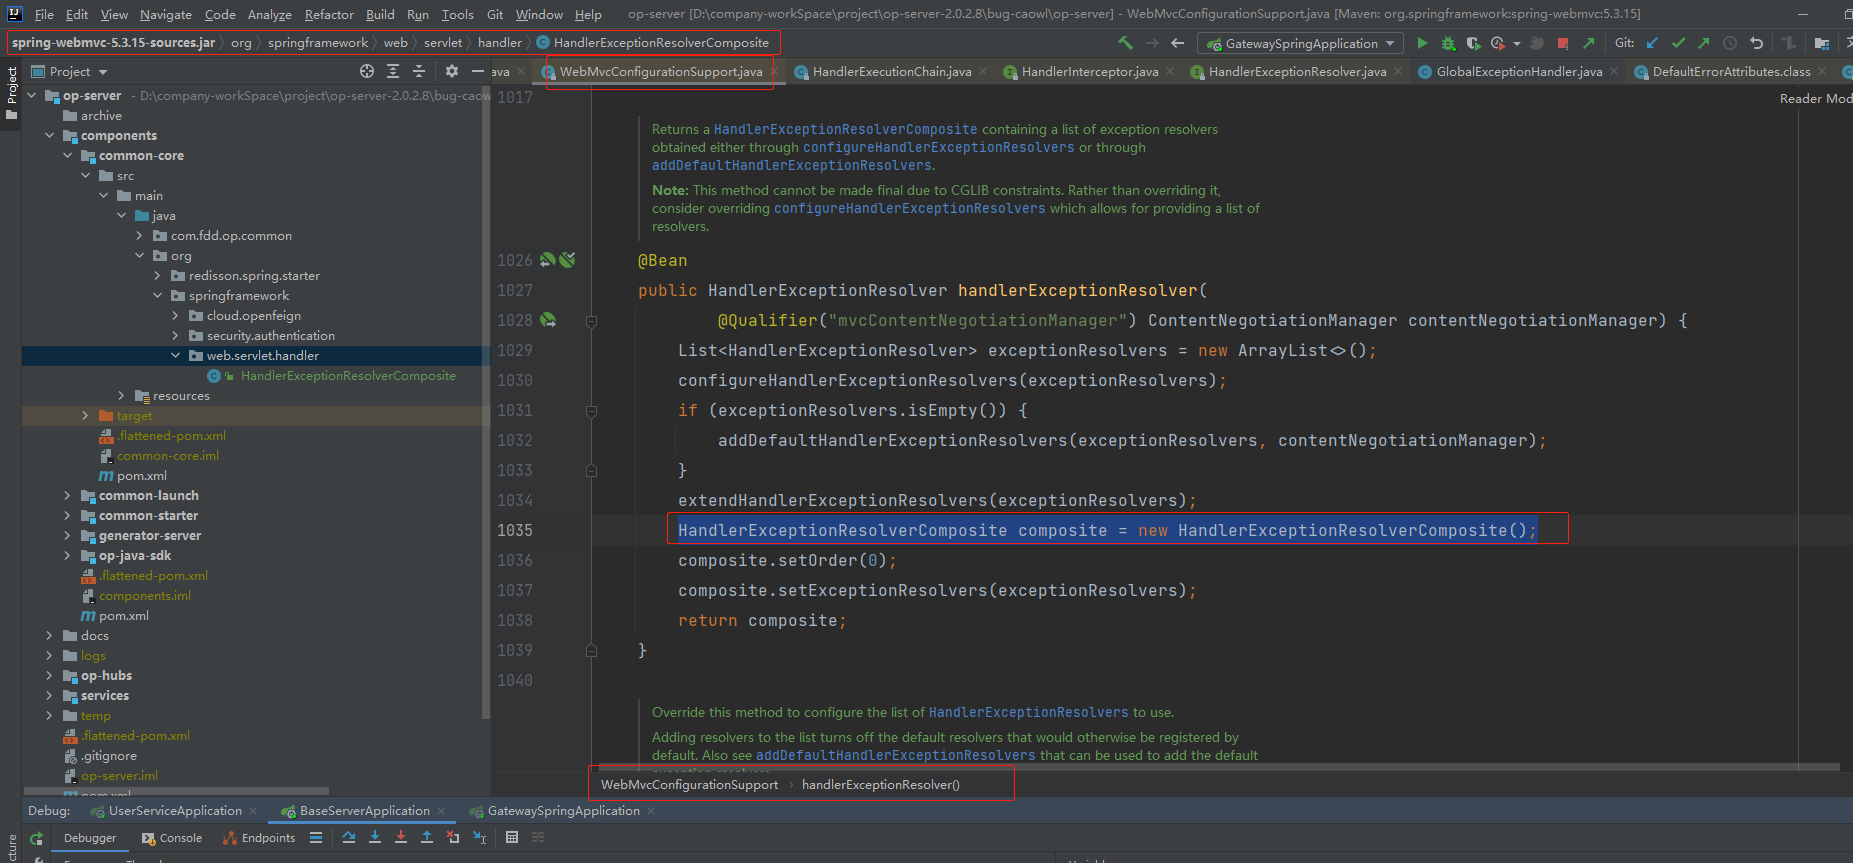 File Edit View Navigate Code Analyze Refactor Build Run Tools Git Window Help op-server [D:\company-workSpace\project\op-server-2.0.2.8\bug-caowl\op-server] - WebMvcConfigurationSupport.java [Maven: org.springframework:spring-webmvc:5.3.15]
spring-webmvc-5.3.15-sources.jar org springframework web servlet handler HandlerExceptionResolverComposite GatewaySpringApplication Git:
Project ava WebMvcConfigurationSupport.java HandlerExecutionChain.java HandlerInterceptor.java HandlerExceptionResolver.java GlobalExceptionHandler.java DefaultErrorAttributes.class
Project
op-server - D:\company-workSpace\project\op-server-2.0.2.8\bug-caowl
archive
components
common-core
src
main
java
com.fdd.op.common
org
redisson.spring.starter
springframework
cloud.openfeign
security.authentication
web.servlet.handler
HandlerExceptionResolverComposite
resources
target
.flattened-pom.xml
common-core.iml
pom.xml
common-launch
common-starter
generator-server
op-java-sdk
.flattened-pom.xml
components.iml
pom.xml
docs
logs
op-hubs
services
temp
.flattened-pom.xml
.gitignore
op-server.iml
pom.xml
1017
Reader Mod
Returns a HandlerExceptionResolverComposite containing a list of exception resolvers
obtained either through configureHandlerExceptionResolvers or through
addDefaultHandlerExceptionResolvers.
Note: This method cannot be made final due to CGLIB constraints. Rather than overriding it,
consider overriding configureHandlerExceptionResolvers which allows for providing a list of
resolvers.
1026 @Bean
1027 public HandlerExceptionResolver handlerExceptionResolver(
1028 @Qualifier("mvcContentNegotiationManager") ContentNegotiationManager contentNegotiationManager) {
1029 List<HandlerExceptionResolver> exceptionResolvers = new ArrayList<>();
1030 configureHandlerExceptionResolvers(exceptionResolvers);
1031 if (exceptionResolvers.isEmpty()) {
1032 addDefaultHandlerExceptionResolvers(exceptionResolvers, contentNegotiationManager);
1033 }
1034 extendHandlerExceptionResolvers(exceptionResolvers);
1035 HandlerExceptionResolverComposite composite = new HandlerExceptionResolverComposite();
1036 composite.setOrder(0);
1037 composite.setExceptionResolvers(exceptionResolvers);
1038 return composite;
1039 }
1040
Override this method to configure the list of HandlerExceptionResolvers to use.
Adding resolvers to the list turns off the default resolvers that would otherwise be registered by
default. Also see addDefaultHandlerExceptionResolvers that can be used to add the default
WebMvcConfigurationSupport handlerExceptionResolver()
Debug: UserServiceApplication BaseServerApplication GatewaySpringApplication
Debugger Console Endpoints
cture